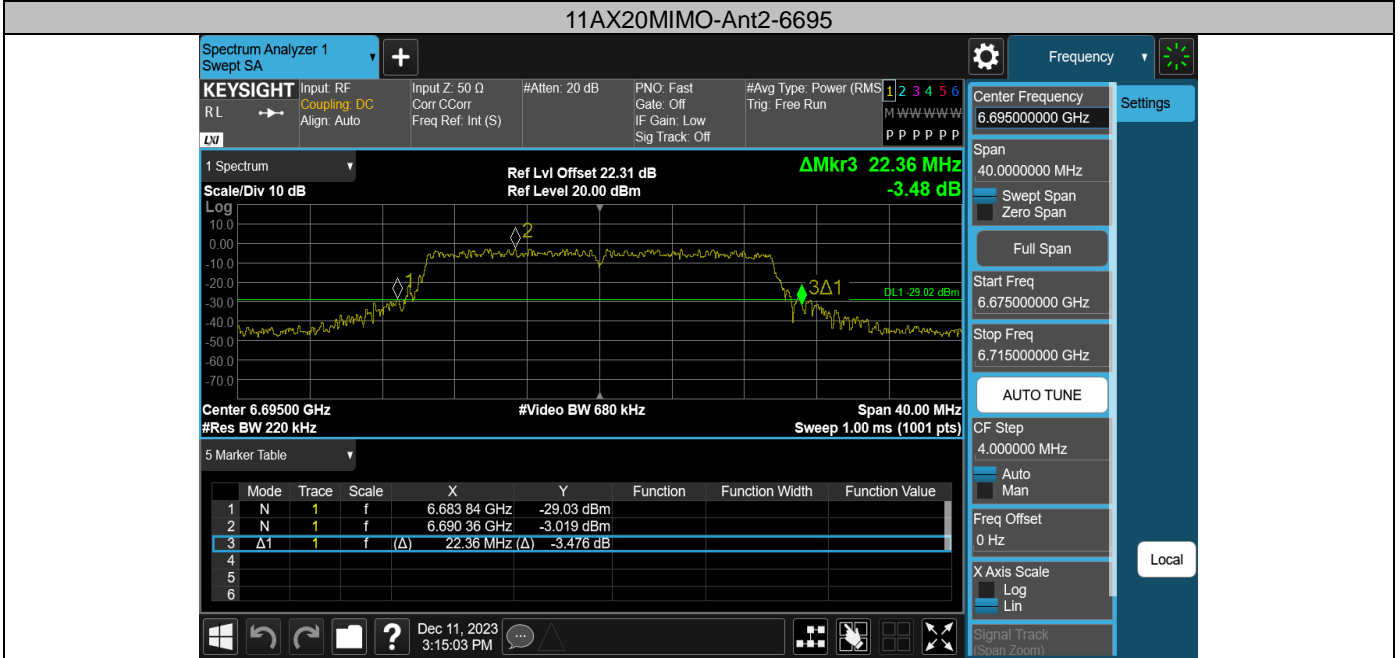 11AX20MIMO-Ant2-6695
Spectrum Analyzer 1
Swept SA
+
Frequency
KEYSIGHT
RL
LXI
Input: RF
Coupling: DC
Align: Auto
Input Z: 50 Ω
Corr CCorr
Freq Ref: Int (S)
#Atten: 20 dB
PNO: Fast
Gate: Off
IF Gain: Low
Sig Track: Off
#Avg Type: Power (RMS
Trig: Free Run
1 2 3 4 5 6
M W W W W W
P P P P P P
1 Spectrum
Scale/Div 10 dB
Ref Lvl Offset 22.31 dB
Ref Level 20.00 dBm
ΔMkr3 22.36 MHz
-3.48 dB
Log
10.0
0.00
-10.0
-20.0
-30.0
-40.0
-50.0
-60.0
-70.0
1
2
3Δ1
DL1 -29.02 dBm
Center 6.69500 GHz
#Video BW 680 kHz
Span 40.00 MHz
#Res BW 220 kHz
Sweep 1.00 ms (1001 pts)
5 Marker Table
Mode Trace Scale X Y Function Function Width Function Value
1 N 1 f 6.683 84 GHz -29.03 dBm
2 N 1 f 6.690 36 GHz -3.019 dBm
3 Δ1 1 f (Δ) 22.36 MHz (Δ) -3.476 dB
4
5
6
?
Dec 11, 2023
3:15:03 PM
Center Frequency
6.695000000 GHz
Span
40.0000000 MHz
Swept Span
Zero Span
Full Span
Start Freq
6.675000000 GHz
Stop Freq
6.715000000 GHz
AUTO TUNE
CF Step
4.000000 MHz
Auto
Man
Freq Offset
0 Hz
X Axis Scale
Log
Lin
Signal Track
(Span Zoom)
Settings
Local